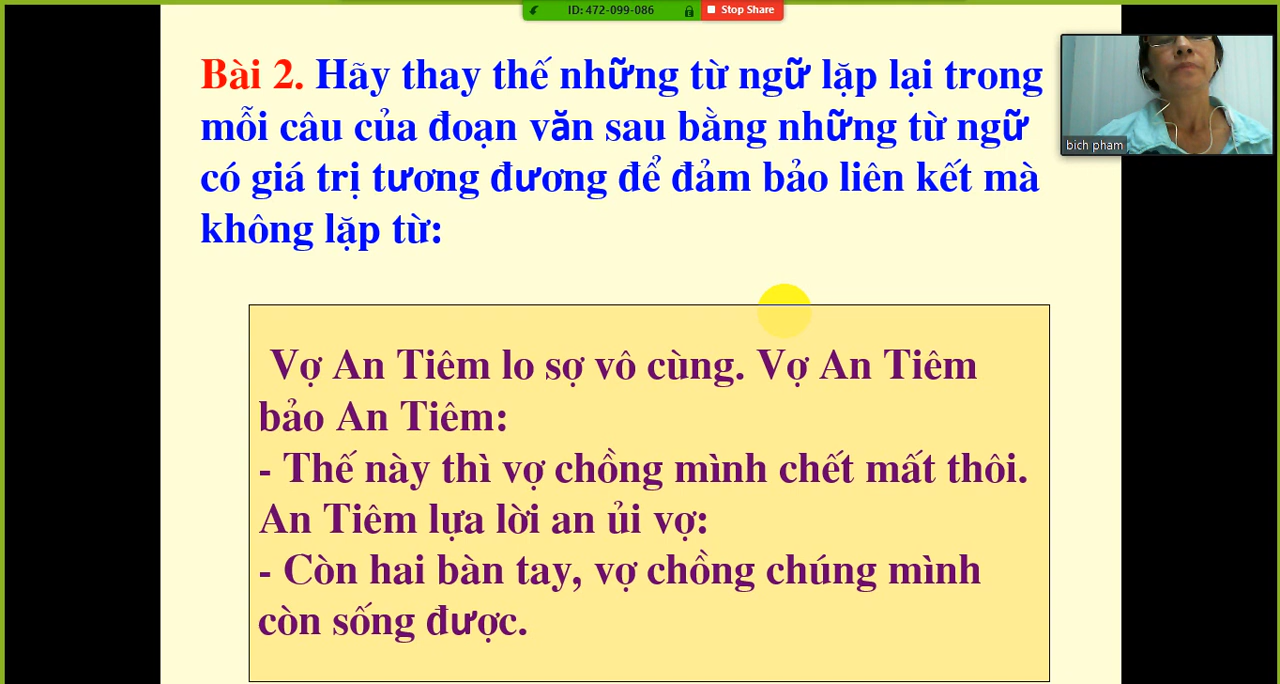 ID: 472-099-086
Stop Share
Bài 2. Hãy thay thế những từ ngữ lặp lại trong
mỗi câu của đoạn văn sau bằng những từ ngữ
có giá trị tương đương để đảm bảo liên kết mà
không lặp từ:
bich pham
Vợ An Tiêm lo sợ vô cùng. Vợ An Tiêm
bảo An Tiêm:
- Thế này thì vợ chồng mình chết mất thôi.
An Tiêm lựa lời an ủi vợ:
- Còn hai bàn tay, vợ chồng chúng mình
còn sống được.